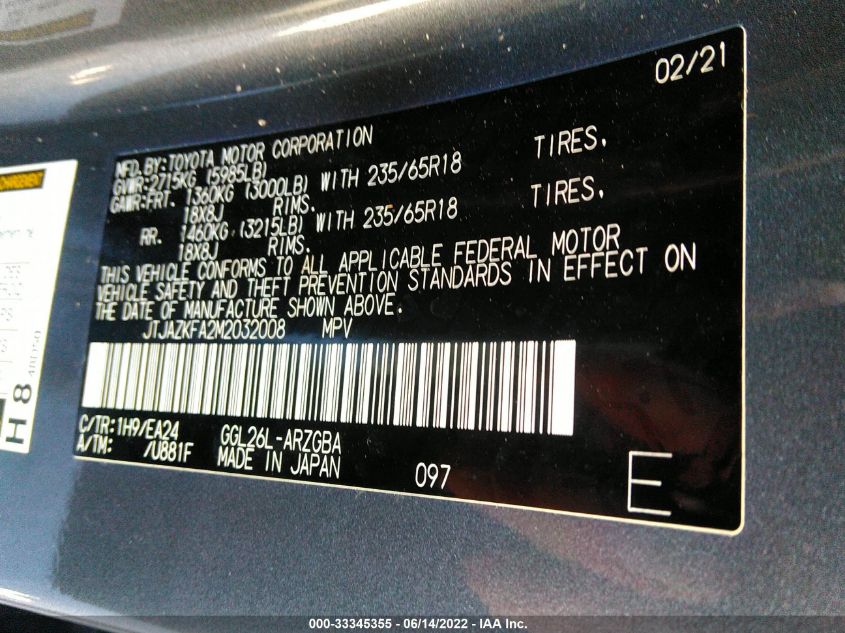 02/21
MFD.BY:TOYOTA MOTOR CORPORATION
GVWR:2715KG (5985LB)
GAWR:FRT. 1360KG (3000LB) WITH 235/65R18 TIRES,
18X8J RIMS.
RR. 1460KG (3215LB) WITH 235/65R18 TIRES,
18X8J RIMS.
THIS VEHICLE CONFORMS TO ALL APPLICABLE FEDERAL MOTOR
VEHICLE SAFETY AND THEFT PREVENTION STANDARDS IN EFFECT ON
THE DATE OF MANUFACTURE SHOWN ABOVE.
JTJAZKFA2M2032008 MPV
C/TR:1H9/EA24 GGL26L-ARZGBA
A/TM: /U881F MADE IN JAPAN 097 E
H8
000-33345355 - 06/14/2022 - IAA Inc.